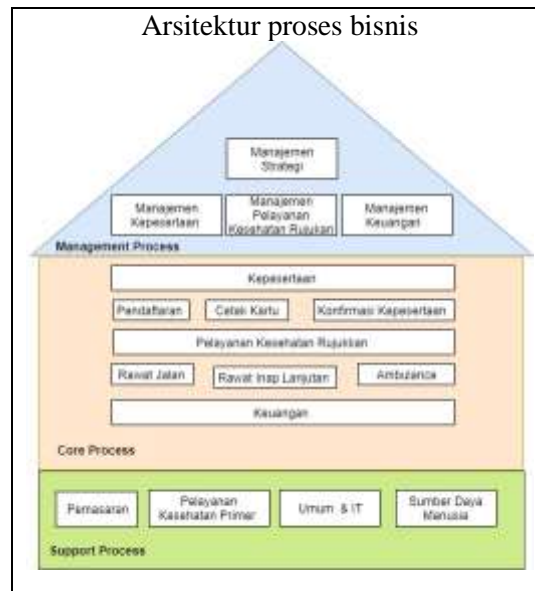 Arsitektur proses bisnis
Manajemen
Strategi
Manajemen
Kepesertaan
Manajemen
Pelayanan
Kesehatan Rujukan
Manajemen
Keuangan
Management Process
Kepesertaan
Pendaftaran
Cetak Kartu
Konfirmasi Kepesertaan
Pelayanan Kesehatan Rujukkan
Rawat Jalan
Rawat Inap Lanjutan
Ambulance
Keuangan
Core Process
Pemasaran
Pelayanan
Kasehatan Primer
Umum & IT
Sumber Daya
Manusia
Support Process